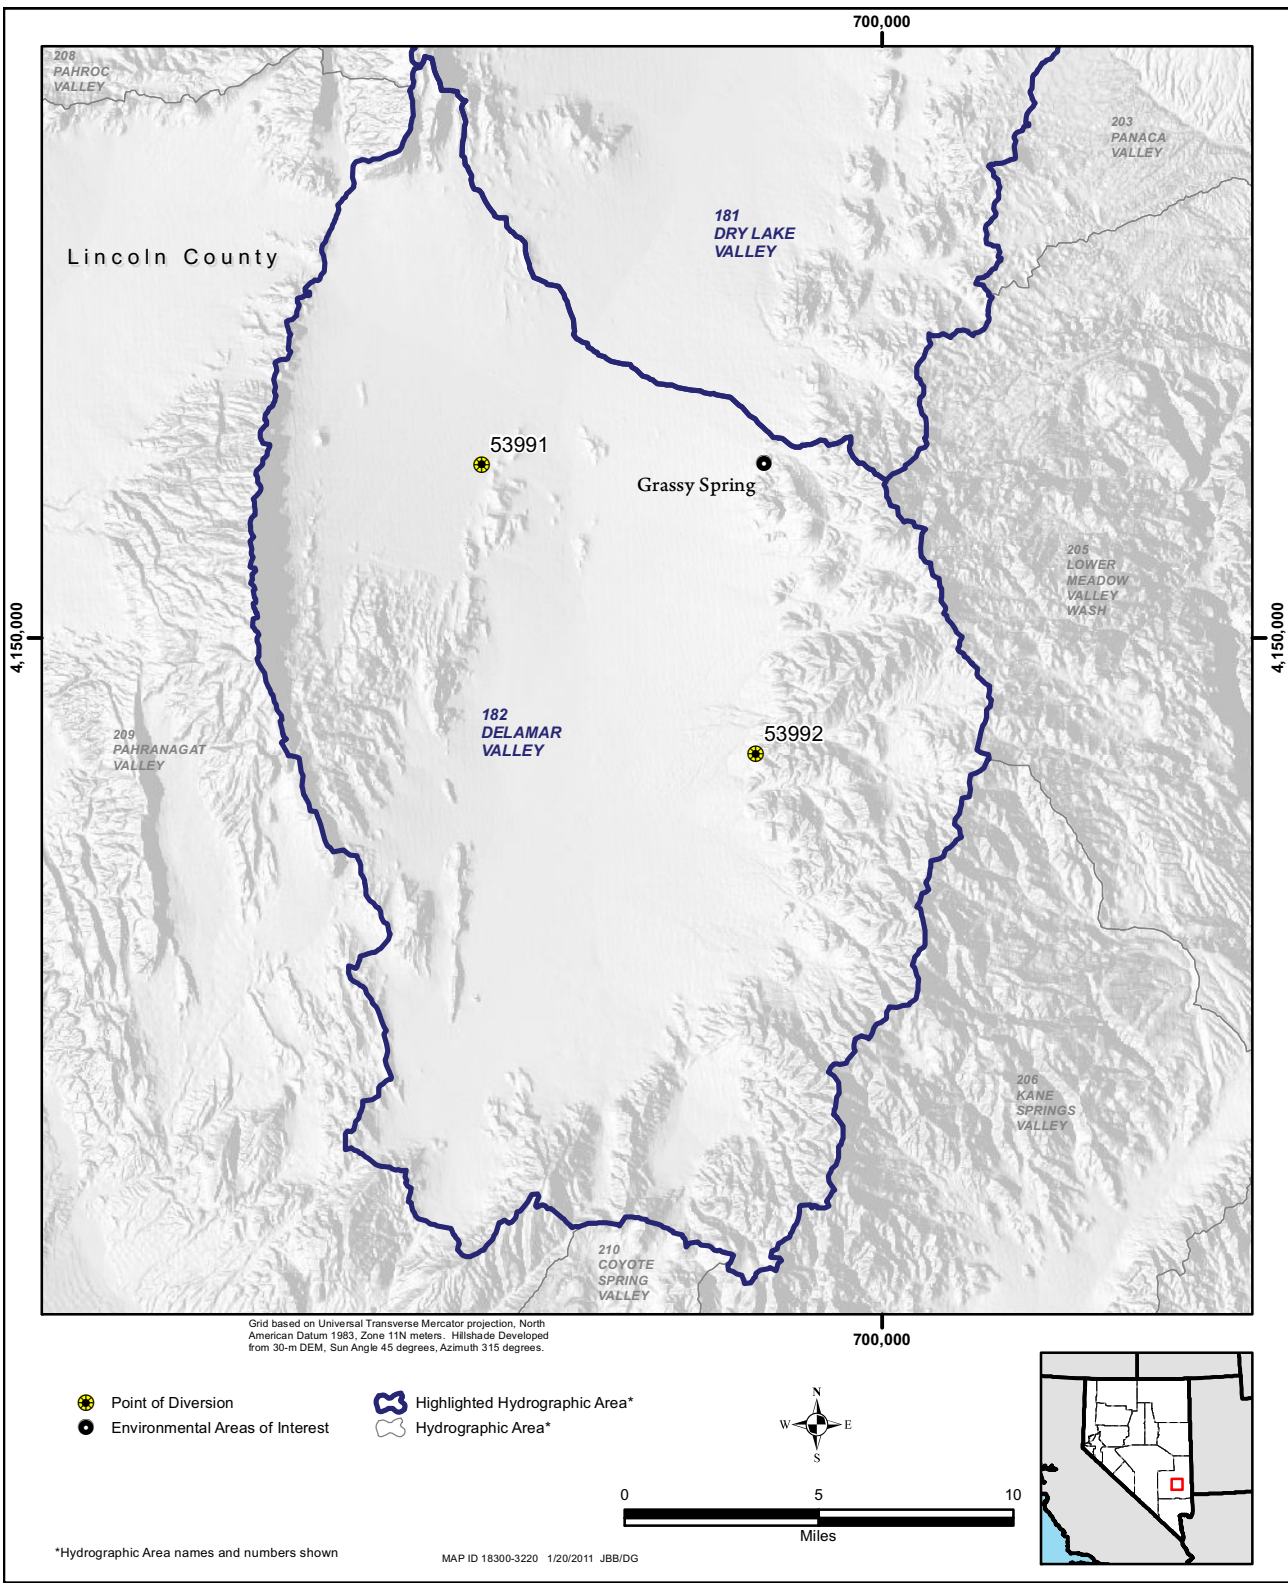 700,000
208
PAHROC
VALLEY
203
PANACA
VALLEY
181
DRY LAKE
VALLEY
Lincoln County
53991
Grassy Spring
205
LOWER
MEADOW
VALLEY
WASH
4,150,000
4,150,000
182
DELAMAR
VALLEY
209
PAHRANAGAT
VALLEY
53992
206
KANE
SPRINGS
VALLEY
210
COYOTE
SPRING
VALLEY
Grid based on Universal Transverse Mercator projection, North
American Datum 1983, Zone 11N meters. Hillshade Developed
from 30-m DEM, Sun Angle 45 degrees, Azimuth 315 degrees.
700,000
Point of Diversion
Environmental Areas of Interest
Highlighted Hydrographic Area*
Hydrographic Area*
N
W E
S
0 5 10
Miles
*Hydrographic Area names and numbers shown
MAP ID 18300-3220 1/20/2011 JBB/DG